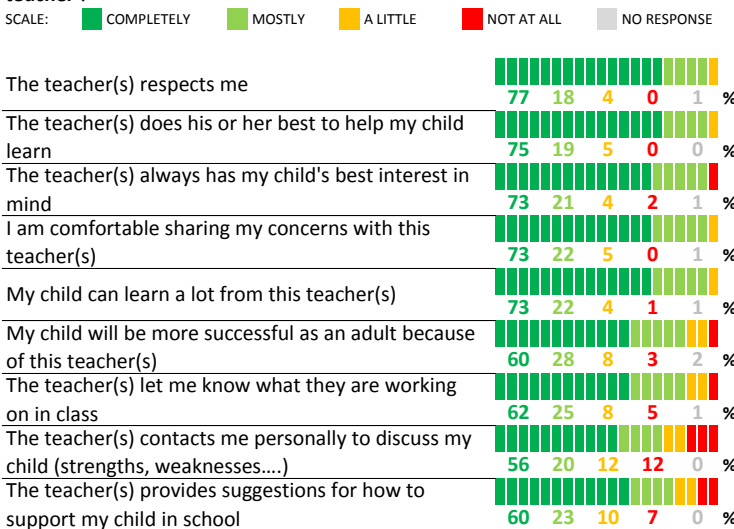 teacher?
SCALE: COMPLETELY MOSTLY A LITTLE NOT AT ALL NO RESPONSE
The teacher(s) respects me
77 18 4 0 1 %
The teacher(s) does his or her best to help my child
learn
75 19 5 0 0 %
The teacher(s) always has my child's best interest in
mind
73 21 4 2 1 %
I am comfortable sharing my concerns with this
teacher(s)
73 22 5 0 1 %
My child can learn a lot from this teacher(s)
73 22 4 1 1 %
My child will be more successful as an adult because
of this teacher(s)
60 28 8 3 2 %
The teacher(s) let me know what they are working
on in class
62 25 8 5 1 %
The teacher(s) contacts me personally to discuss my
child (strengths, weaknesses....)
56 20 12 12 0 %
The teacher(s) provides suggestions for how to
support my child in school
60 23 10 7 0 %